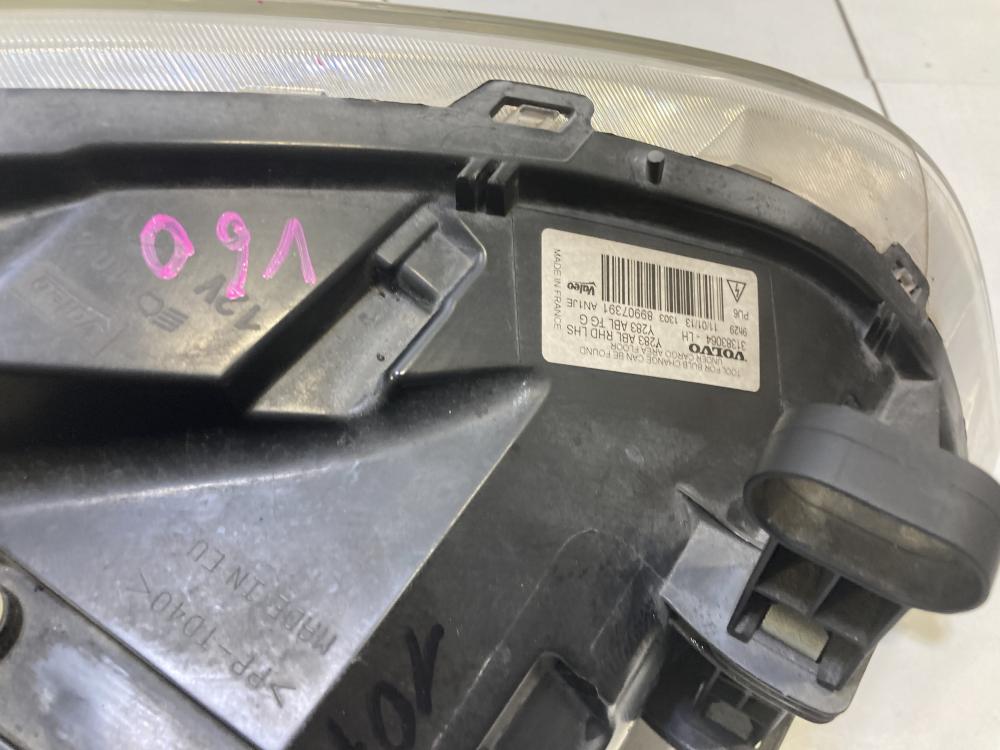 TOOL FOR BULB CHANGE CAN BE FOUND
UNDER CARGO AREA FLOOR
VOLVO Y283 ABL RHD LHS
31383064 -LH Y283 ABL TG G
9h29 11/01/13 1303 89907391 AN1JE
PU6
Valeo
MADE IN FRANCE
V60
12V
>PP-TD40<
MADE IN EU